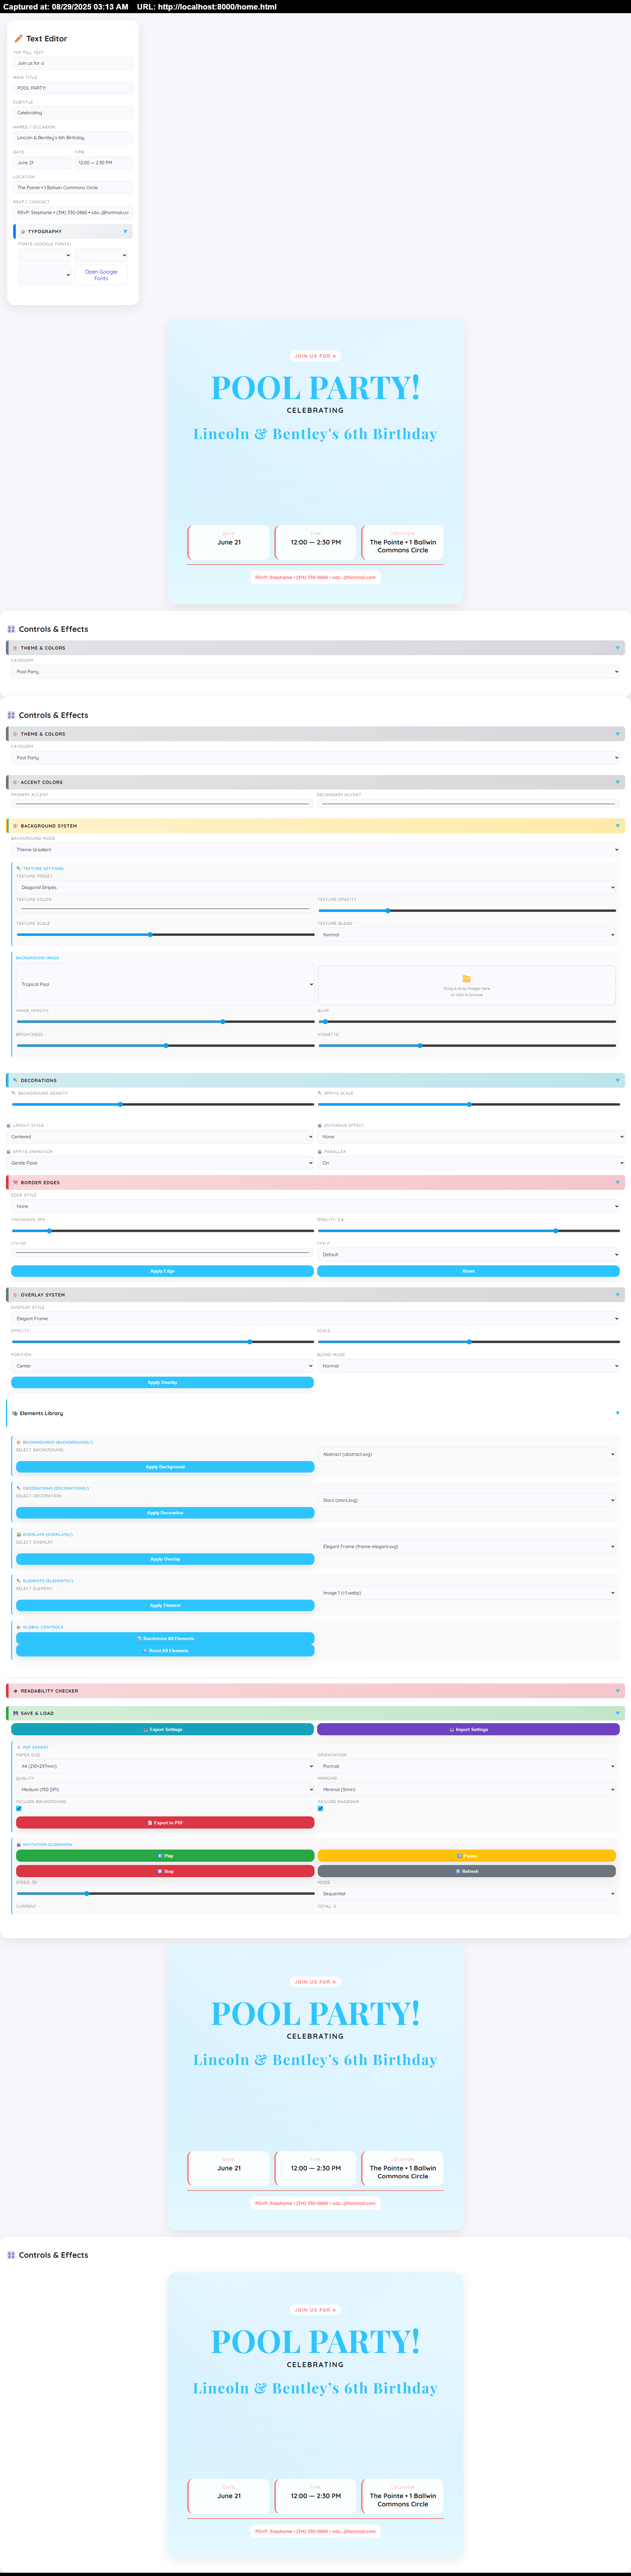 Captured at: 08/29/2025 03:13 AM    URL: http://localhost:8000/home.html
Text Editor
TOP PILL TEXT
Join us for a
MAIN TITLE
POOL PARTY!
SUBTITLE
Celebrating
NAMES / OCCASION
Lincoln & Bentley's 6th Birthday
DATE TIME
June 21 12:00 — 2:30 PM
LOCATION
The Pointe • 1 Ballwin Commons Circle
RSVP / CONTACT
RSVP: Stephanie • (314) 330-0860 • sdo...@hotmail.co
TYPOGRAPHY
FONTS (GOOGLE FONTS)
Open Google
Fonts
JOIN US FOR A
POOL PARTY!
CELEBRATING
Lincoln & Bentley's 6th Birthday
DATE TIME LOCATION
June 21 12:00 — 2:30 PM The Pointe • 1 Ballwin
Commons Circle
RSVP: Stephanie • (314) 330-0860 • sdo...@hotmail.com
Controls & Effects
THEME & COLORS
CATEGORY
Pool Party
Controls & Effects
THEME & COLORS
CATEGORY
Pool Party
ACCENT COLORS
PRIMARY ACCENT SECONDARY ACCENT
BACKGROUND SYSTEM
BACKGROUND MODE
Theme Gradient
TEXTURE SETTINGS
TEXTURE PRESET
Diagonal Stripes
TEXTURE COLOR TEXTURE OPACITY
TEXTURE SCALE TEXTURE BLEND
Normal
BACKGROUND IMAGE
Tropical Pool
Drag & drop images here
or click to browse
IMAGE OPACITY BLUR
BRIGHTNESS VIGNETTE
DECORATIONS
BACKGROUND DENSITY SPRITE SCALE
LAYOUT STYLE ENTRANCE EFFECT
Centered None
SPRITE ANIMATION PARALLAX
Gentle Float On
BORDER EDGES
EDGE STYLE
None
THICKNESS: 3PX OPACITY: 0.8
Default
Apply Edge Reset
OVERLAY SYSTEM
OVERLAY STYLE
Elegant Frame
OPACITY SCALE
POSITION BLEND MODE
Center Normal
Apply Overlay
Elements Library
BACKGROUNDS (BACKGROUNDS/)
SELECT BACKGROUND:
Abstract (abstract.svg)
Apply Background
DECORATIONS (DECORATIONS/)
SELECT DECORATION:
Stars (stars.svg)
Apply Decoration
OVERLAYS (OVERLAYS/)
SELECT OVERLAY:
Elegant Frame (frame-elegant.svg)
Apply Overlay
ELEMENTS (ELEMENTS/)
SELECT ELEMENT:
Image 1 (1-1.webp)
Apply Element
GLOBAL CONTROLS
Randomize All Elements
Reset All Elements
READABILITY CHECKER
SAVE & LOAD
Export Settings Import Settings
PDF EXPORT
PAPER SIZE ORIENTATION
A4 (210×297mm) Portrait
QUALITY MARGINS
Medium (150 DPI) Minimal (5mm)
INCLUDE BACKGROUND INCLUDE SHADOWS
Export to PDF
INVITATION SLIDESHOW
Play Pause
Stop Refresh
SPEED: 3S MODE
Sequential
CURRENT: - TOTAL: 0
JOIN US FOR A
POOL PARTY!
CELEBRATING
Lincoln & Bentley's 6th Birthday
DATE TIME LOCATION
June 21 12:00 — 2:30 PM The Pointe • 1 Ballwin
Commons Circle
RSVP: Stephanie • (314) 330-0860 • sdo...@hotmail.com
Controls & Effects
JOIN US FOR A
POOL PARTY!
CELEBRATING
Lincoln & Bentley’s 6th Birthday
DATE TIME LOCATION
June 21 12:00 — 2:30 PM The Pointe • 1 Ballwin
Commons Circle
RSVP: Stephanie • (314) 330-0860 • sdo...@hotmail.com